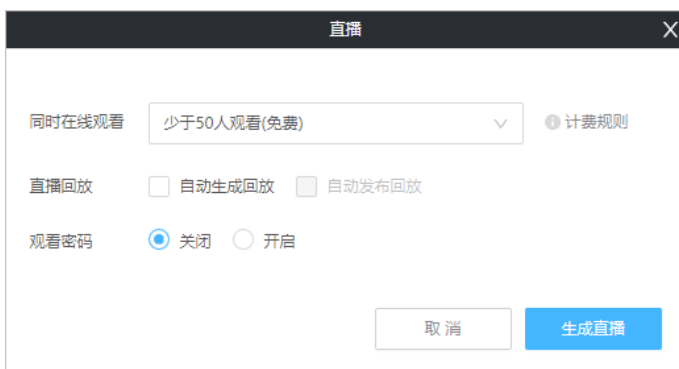 直播
同时在线观看 少于50人观看(免费) 计费规则
直播回放 自动生成回放 自动发布回放
观看密码 关闭 开启
取消 生成直播